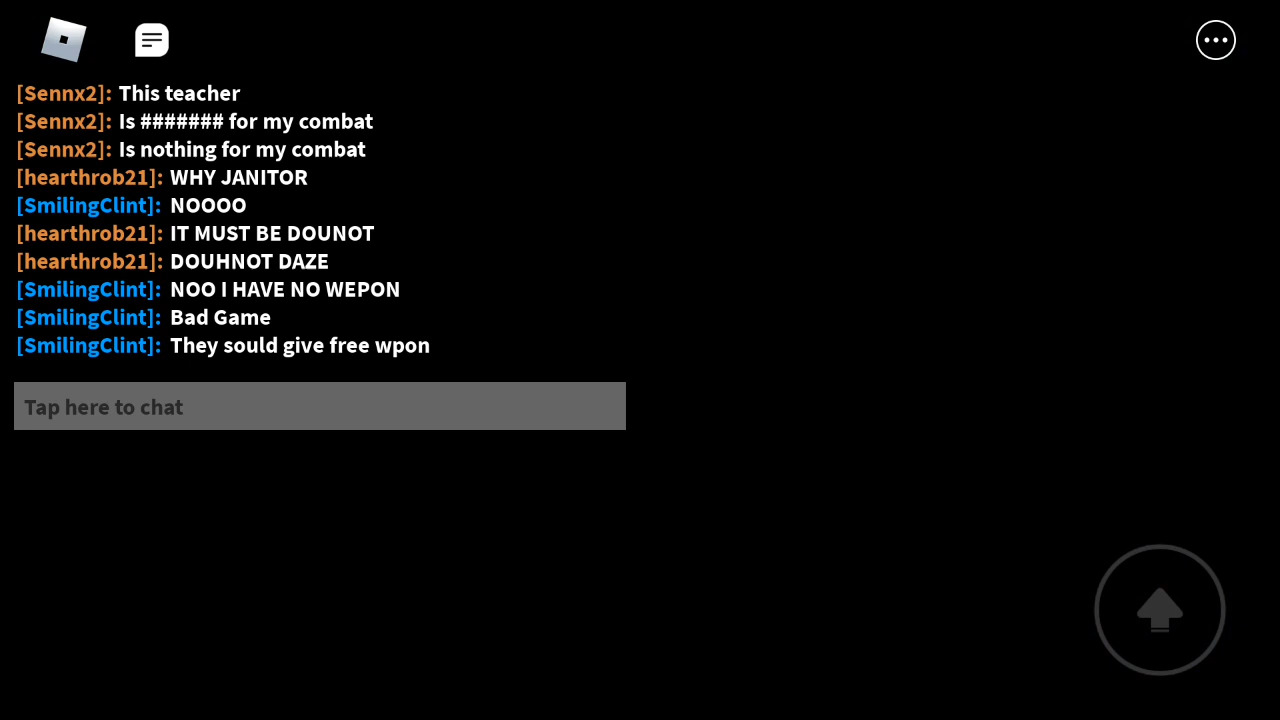 [Sennx2]: This teacher
[Sennx2]: Is ####### for my combat
[Sennx2]: Is nothing for my combat
[hearthrob21]: WHY JANITOR
[SmilingClint]: NOOOO
[hearthrob21]: IT MUST BE DOUNOT
[hearthrob21]: DOUHNOT DAZE
[SmilingClint]: NOO I HAVE NO WEPON
[SmilingClint]: Bad Game
[SmilingClint]: They sould give free wpon
Tap here to chat